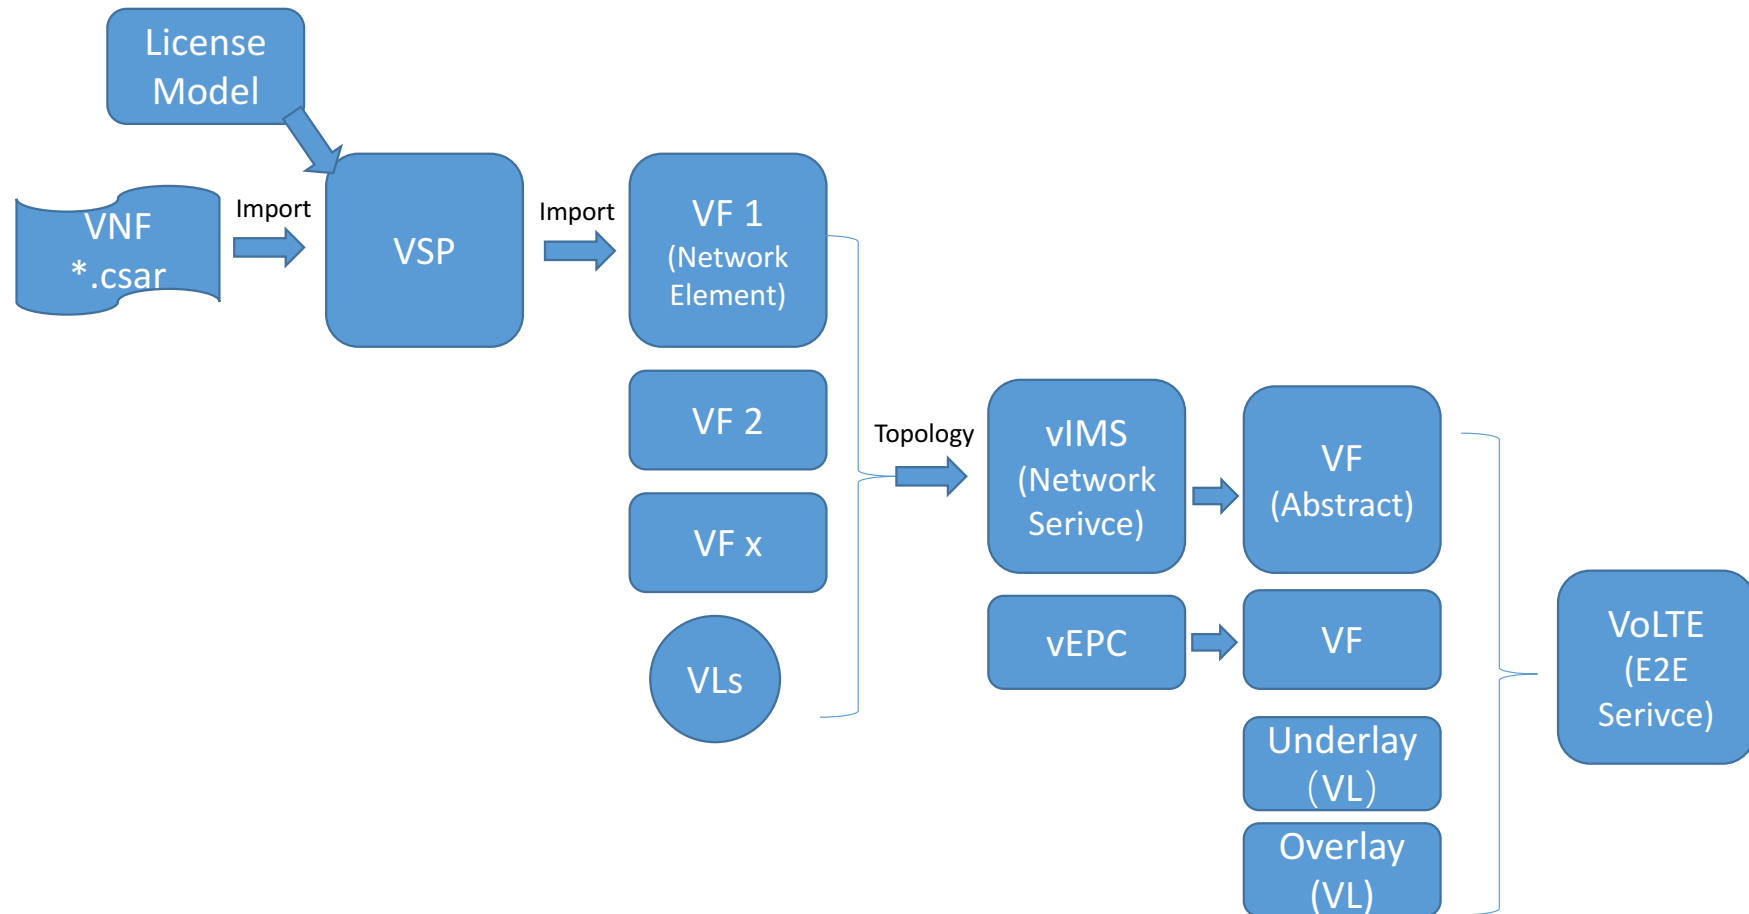 License
Model
VNF
*.csar
Import
VSP
Import
VF 1
(Network
Element)
VF 2
VF x
VLs
Topology
vIMS
(Network
Serivce)
vEPC
VF
(Abstract)
VF
Underlay
（VL）
Overlay
(VL)
VoLTE
(E2E
Serivce)